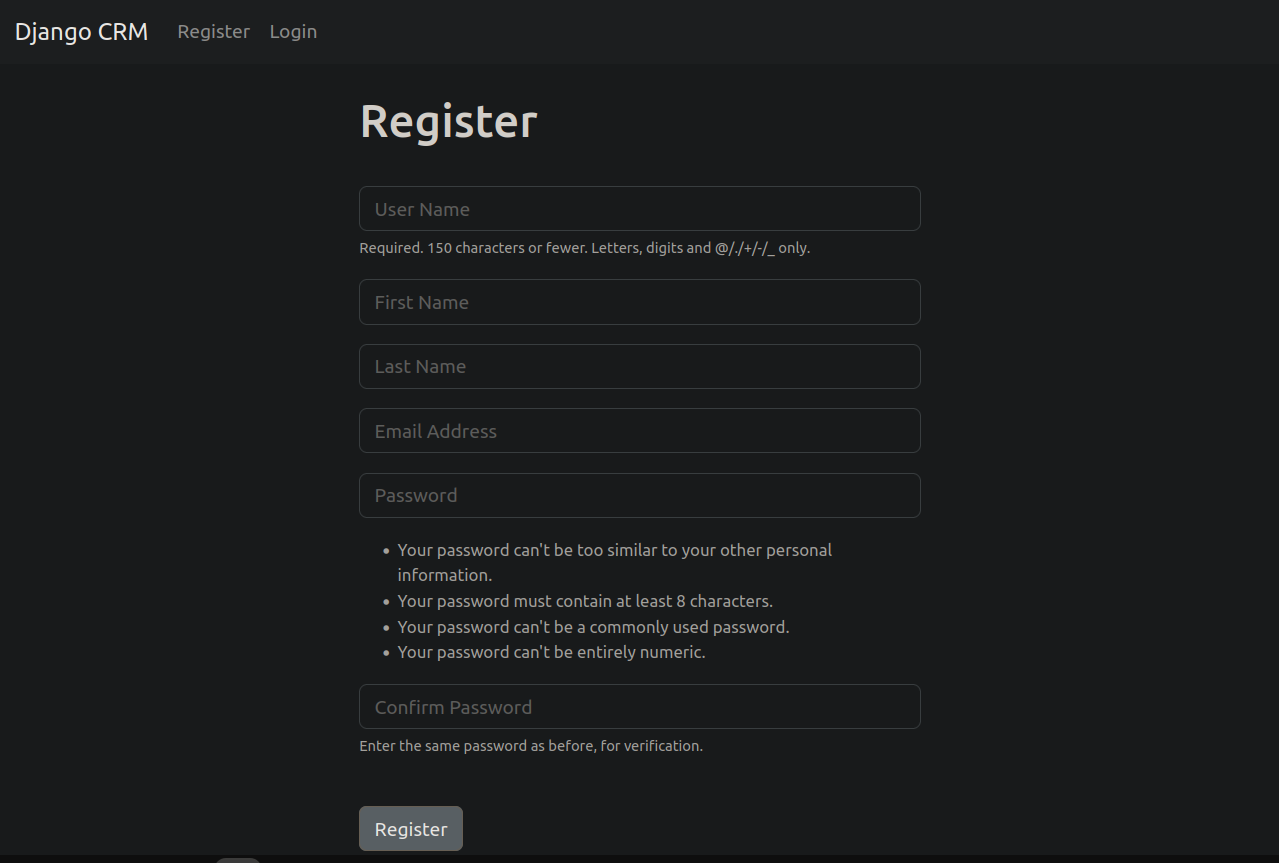 Django CRM Register Login
Register
User Name
Required. 150 characters or fewer. Letters, digits and @/./+/-/_ only.
First Name
Last Name
Email Address
Password
• Your password can't be too similar to your other personal
information.
• Your password must contain at least 8 characters.
• Your password can't be a commonly used password.
• Your password can't be entirely numeric.
Confirm Password
Enter the same password as before, for verification.
Register